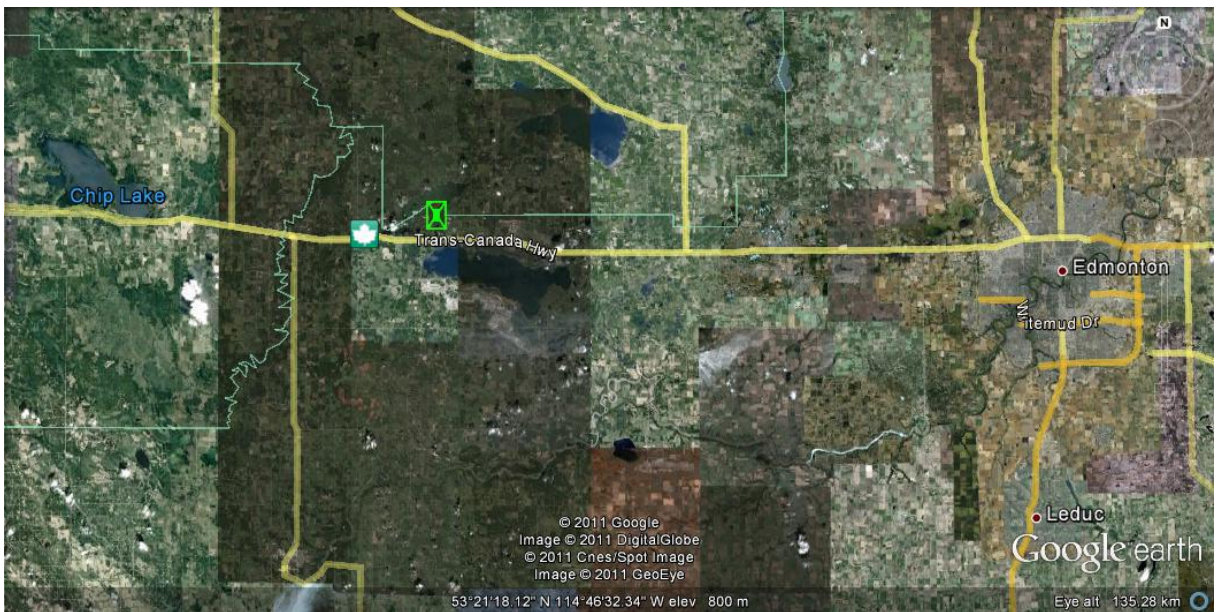 N
Chip Lake
Trans-Canada Hwy
Edmonton
Whitemud Dr
Leduc
© 2011 Google
Image © 2011 DigitalGlobe
© 2011 Cnes/Spot Image
Image © 2011 GeoEye
Google earth
53°21'18.12" N 114°46'32.34" W elev 800 m
Eye alt 135.28 km